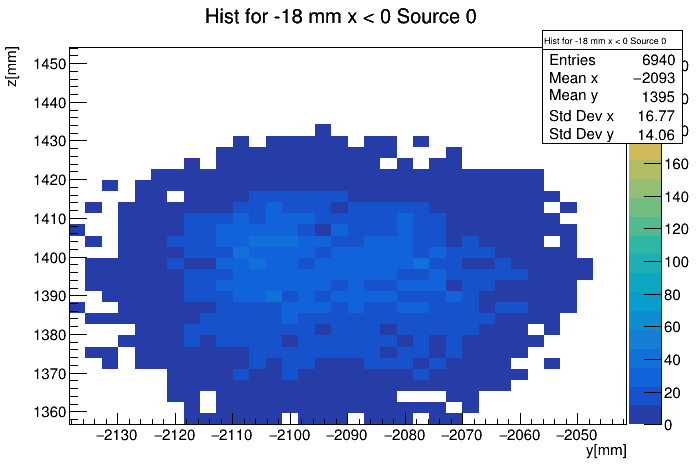 Hist for -18 mm x < 0 Source 0
z[mm]
Hist for -18 mm x < 0 Source 0
Entries 6940
Mean x −2093
Mean y 1395
Std Dev x 16.77
Std Dev y 14.06
1450
1440
1430
1420
1410
1400
1390
1380
1370
1360
160
140
120
100
80
60
40
20
0
−2130 −2120 −2110 −2100 −2090 −2080 −2070 −2060 −2050
y[mm]